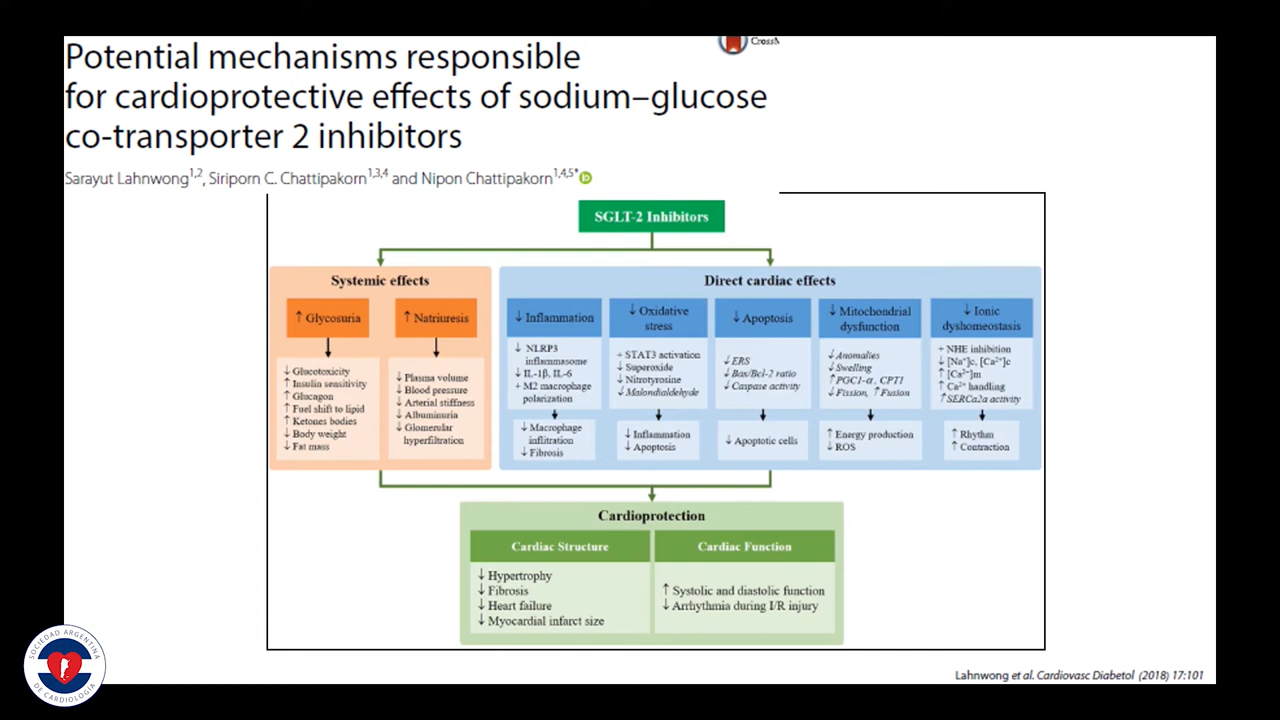 CrossM
Potential mechanisms responsible
for cardioprotective effects of sodium–glucose
co-transporter 2 inhibitors
Sarayut Lahnwong1,2, Siriporn C. Chattipakorn1,3,4 and Nipon Chattipakorn1,4,5*
SGLT-2 Inhibitors
Systemic effects
↑ Glycosuria
↓ Glucotoxicity
↑ Insulin sensitivity
↑ Glucagon
↑ Fuel shift to lipid
↑ Ketones bodies
↓ Body weight
↓ Fat mass
↑ Natriuresis
↓ Plasma volume
↓ Blood pressure
↓ Arterial stiffness
↓ Albuminuria
↓ Glomerular
hyperfiltration
Direct cardiac effects
↓ Inflammation
↓ NLRP3
inflammasome
↓ IL-1β, IL-6
+ M2 macrophage
polarization
↓ Macrophage
inflitration
↓ Fibrosis
↓ Oxidative
stress
+ STAT3 activation
↓ Superoxide
↓ Nitrotyrosine
↓ Malondialdehyde
↓ Inflammation
↓ Apoptosis
↓ Apoptosis
↓ ERS
↓ Bax/Bcl-2 ratio
↓ Caspase activity
↓ Apoptotic cells
↓ Mitochondrial
dysfunction
↓ Anomalies
↓ Swelling
↑ PGC1-α, CPT1
↓ Fission, ↑ Fusion
↑ Energy production
↓ ROS
↓ Ionic
dyshomeostasis
+ NHE inhibition
↓ [Na+]c, [Ca2+]c
↑ [Ca2+]m
↑ Ca2+ handling
↑ SERCa2a activity
↑ Rhythm
↑ Contraction
Cardioprotection
Cardiac Structure
↓ Hypertrophy
↓ Fibrosis
↓ Heart failure
↓ Myocardial infarct size
Cardiac Function
↑ Systolic and diastolic function
↓ Arrhythmia during I/R injury
SOCIEDAD ARGENTINA
DE CARDIOLOGÍA
Lahnwong et al. Cardiovasc Diabetol (2018) 17:101